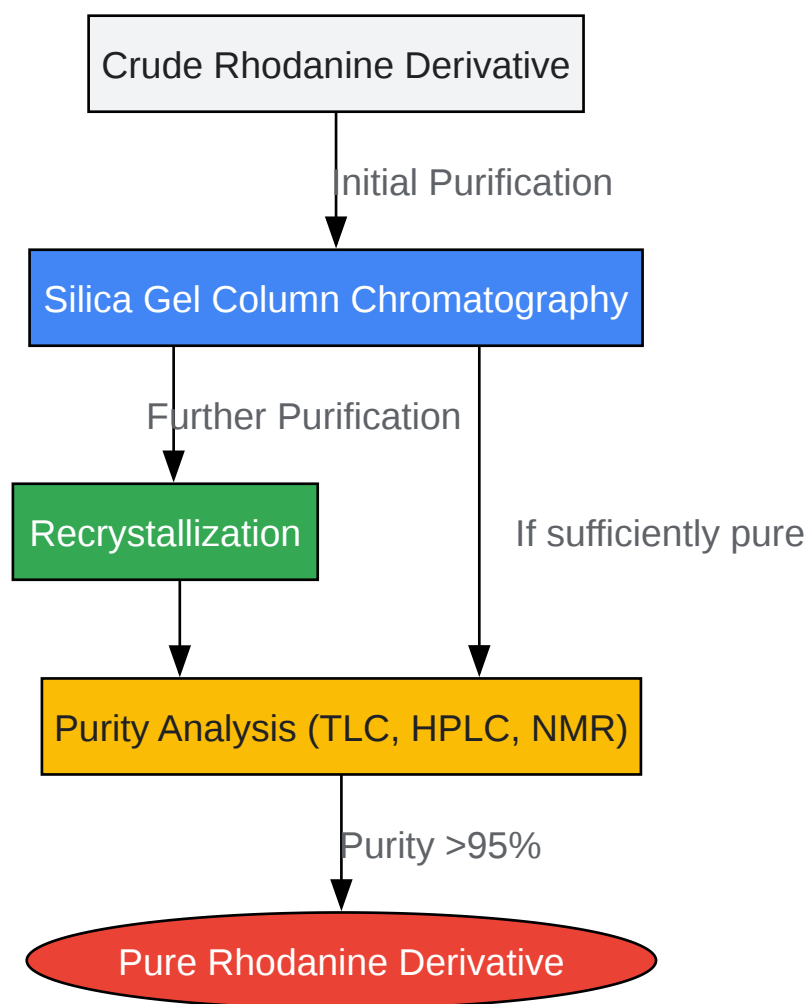 Crude Rhodanine Derivative
Initial Purification
Silica Gel Column Chromatography
Further Purification
Recrystallization
If sufficiently pure
Purity Analysis (TLC, HPLC, NMR)
Purity >95%
Pure Rhodanine Derivative